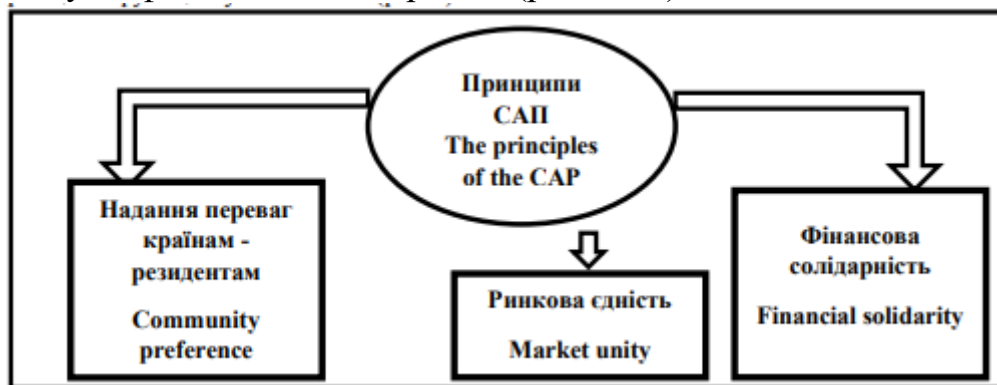 Принципи
САП
The principles
of the CAP
Надання переваг
країнам -
резидентам
Community
preference
Ринкова єдність
Market unity
Фінансова
солідарність
Financial solidarity